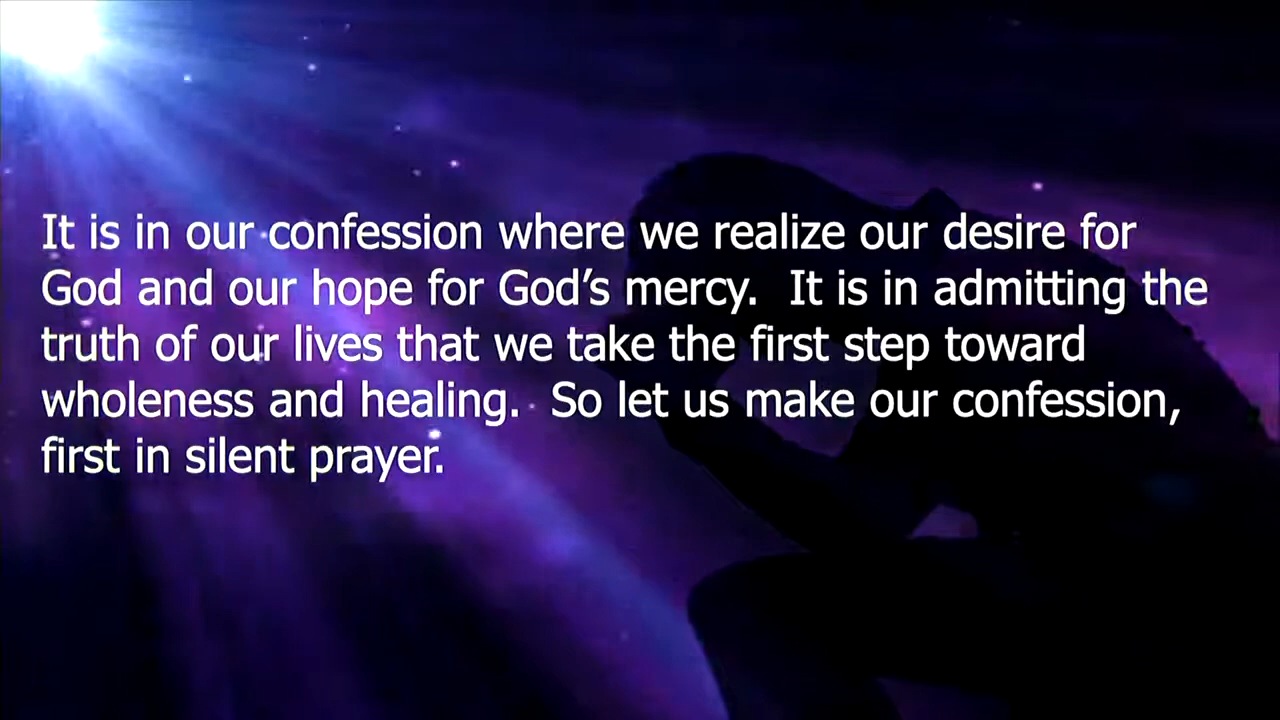 It is in our confession where we realize our desire for
God and our hope for God’s mercy.  It is in admitting the
truth of our lives that we take the first step toward
wholeness and healing.  So let us make our confession,
first in silent prayer.